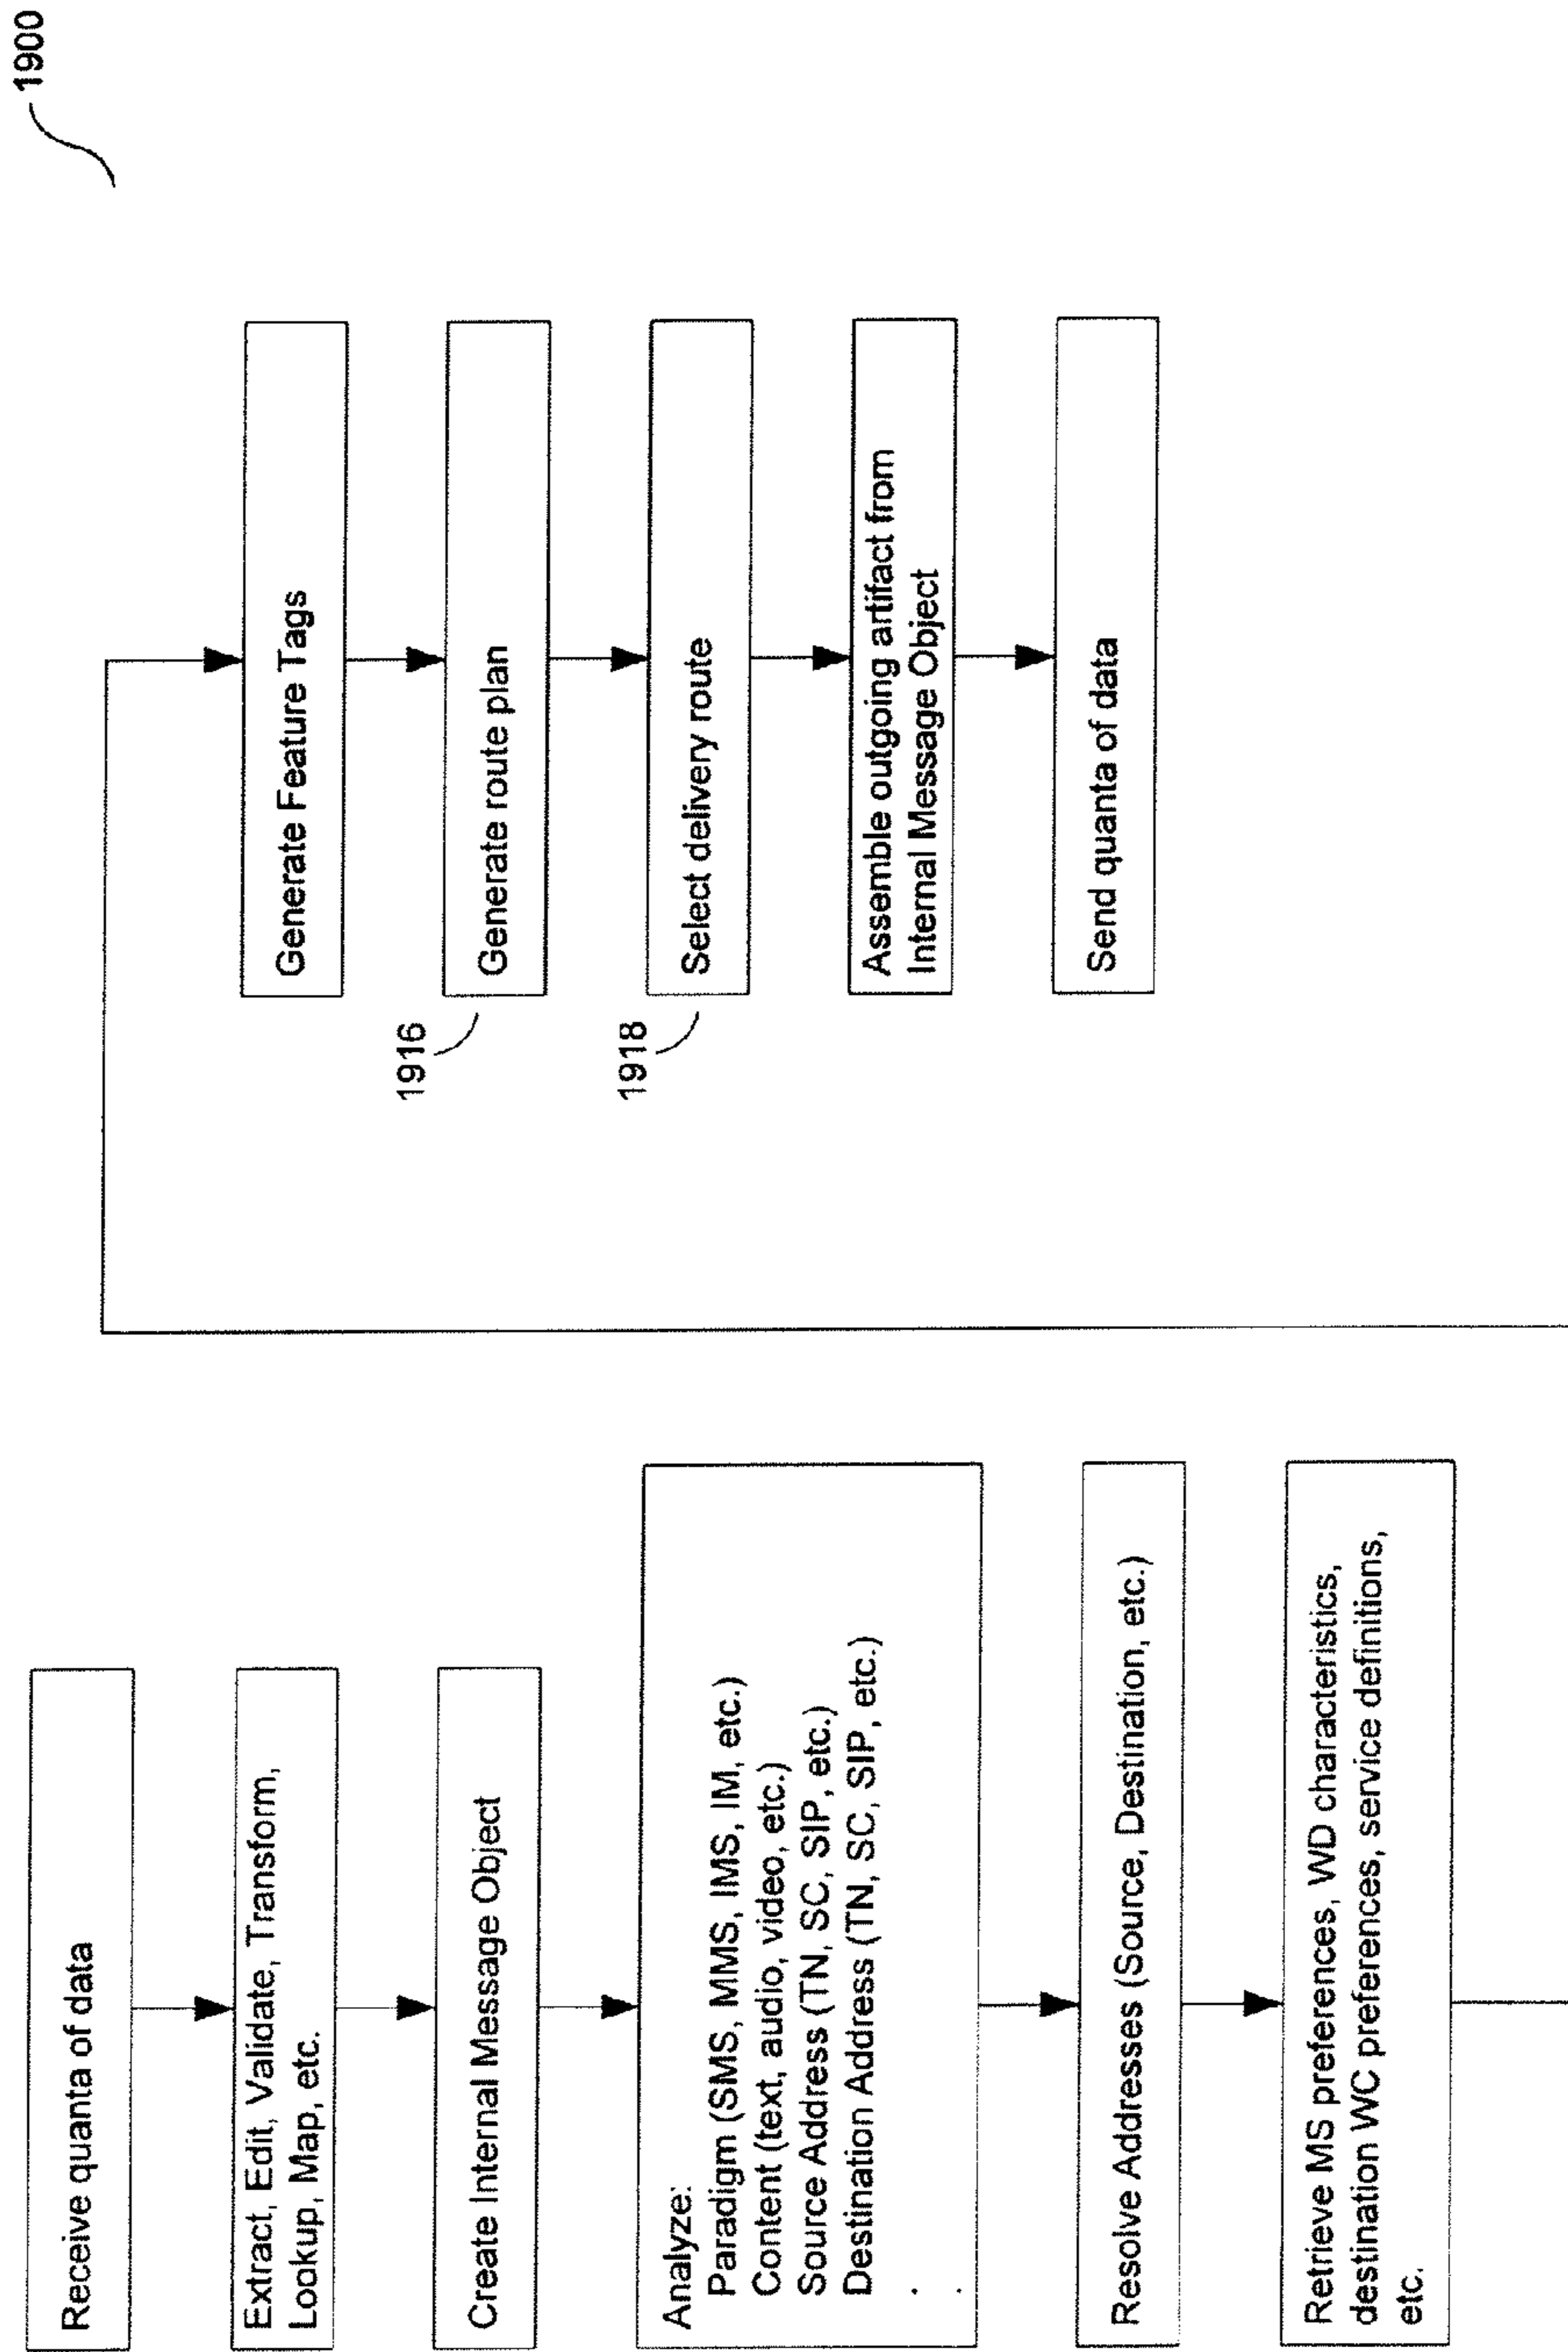 1900
Receive quanta of data
Extract, Edit, Validate, Transform,
Lookup, Map, etc.
Create Internal Message Object
Analyze:
Paradigm (SMS, MMS, IMS, IM, etc.)
Content (text, audio, video, etc.)
Source Address (TN, SC, SIP, etc.)
Destination Address (TN, SC, SIP, etc.)
.
.
Resolve Addresses (Source, Destination, etc.)
Retrieve MS preferences, WD characteristics,
destination WC preferences, service definitions,
etc.
Generate Feature Tags
1916
Generate route plan
1918
Select delivery route
Assemble outgoing artifact from
Internal Message Object
Send quanta of data